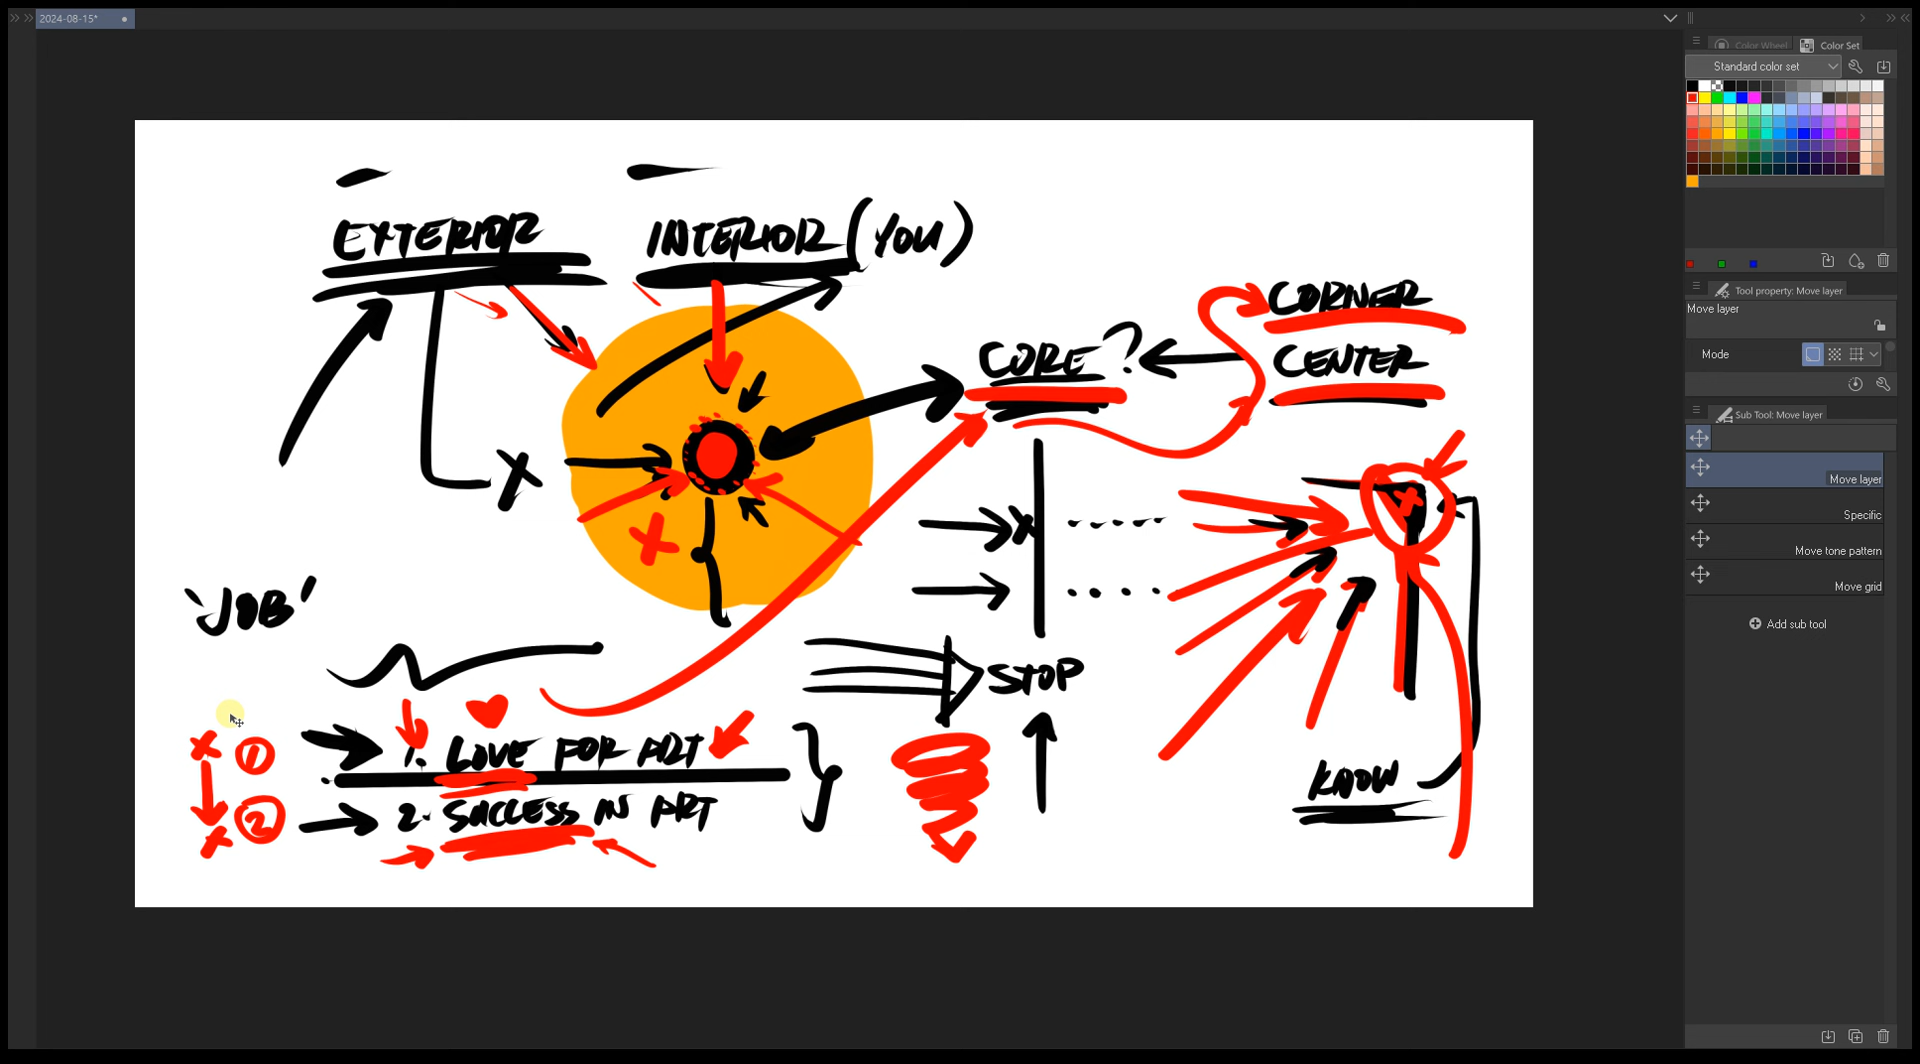 2024-08-15*
Color Wheel
Color Set
Standard color set
Tool property: Move layer
Move layer
Mode
Sub Tool: Move layer
Move layer
Specific
Move tone pattern
Move grid
Add sub tool
EXTERIOR
INTERIOR (YOU)
CORNER
CORE?
CENTER
X
X
X
X
'JOB'
STOP
X ① 1. LOVE FOR ART
KNOW
X ② 2. SUCCESS IN ART